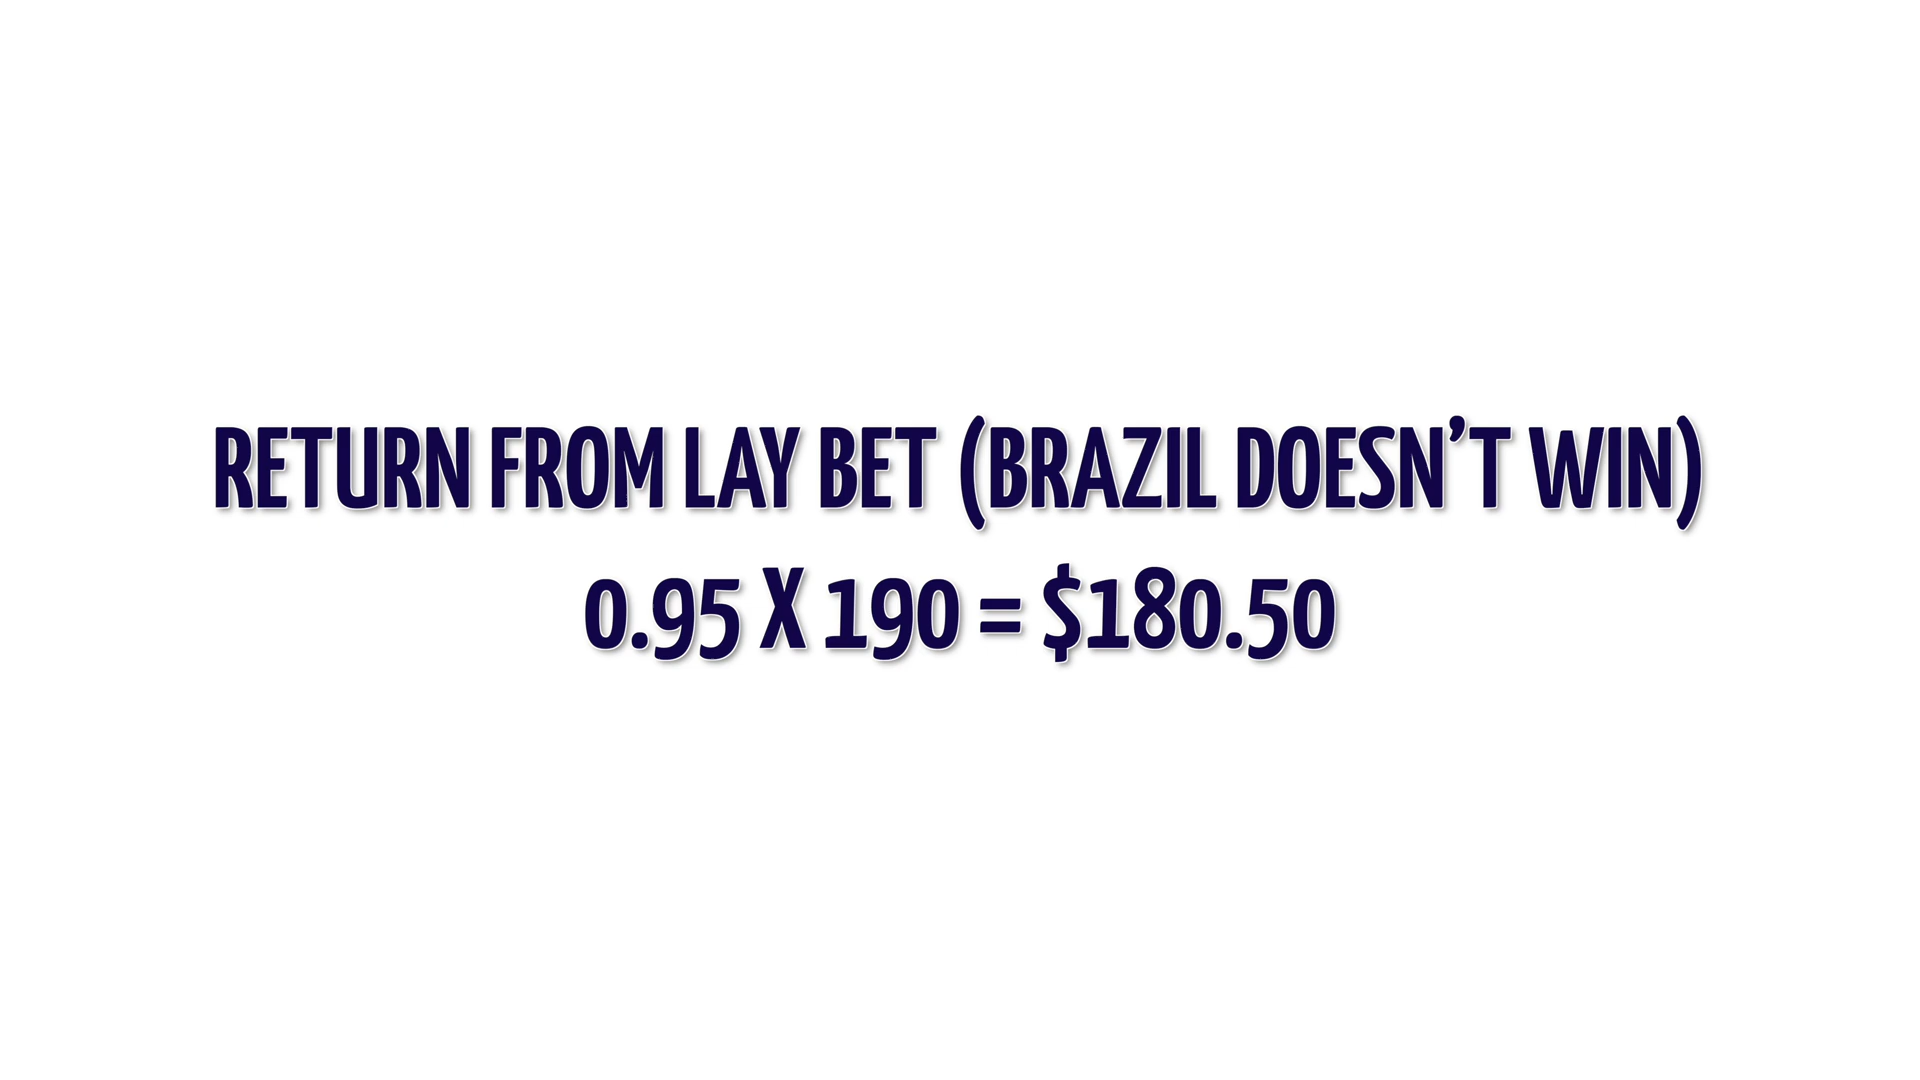 RETURN FROM LAY BET (BRAZIL DOESN’T WIN)
0.95 X 190 = $180.50